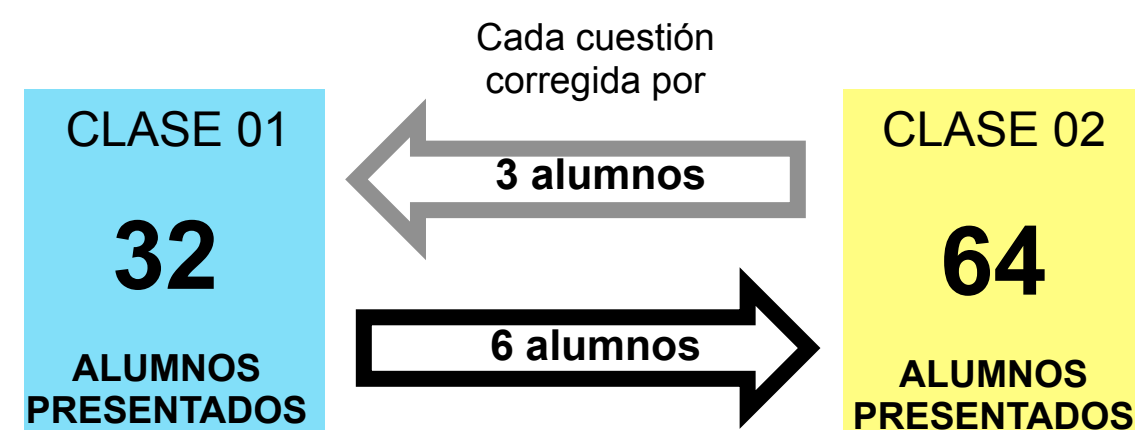 Cada cuestión
corregida por
CLASE 01
32
ALUMNOS
PRESENTADOS
3 alumnos
6 alumnos
CLASE 02
64
ALUMNOS
PRESENTADOS